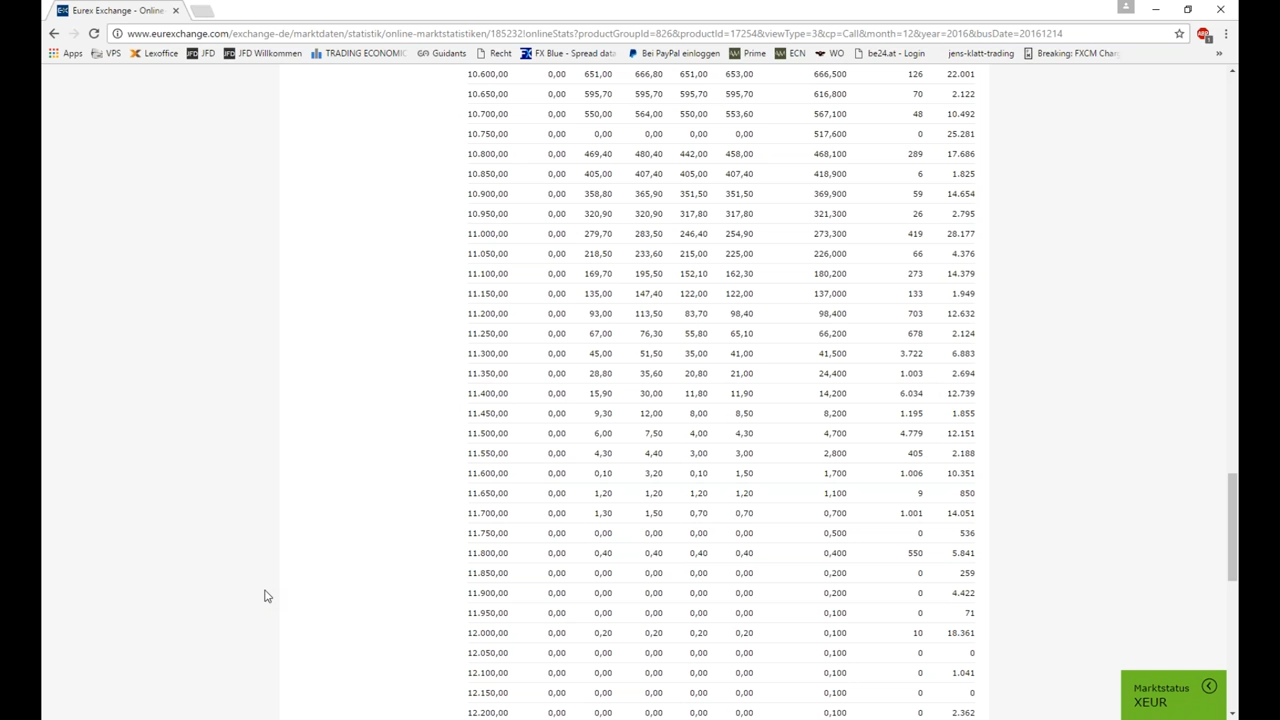 Eurex Exchange - Online
www.eurexchange.com/exchange-de/marktdaten/statistik/online-marktstatistiken/185232!onlineStats?productGroupId=826&productId=17254&viewType=3&cp=Call&month=12&year=2016&busDate=20161214
Apps VPS Lexoffice JFD JFD Willkommen TRADING ECONOMIC Guidants Recht FX Blue - Spread data Bei PayPal einloggen Prime ECN WO be24.at - Login jens-klatt-trading Breaking: FXCM Chang »
10.600,00 0,00 651,00 666,80 651,00 653,00 666,500 126 22.001
10.650,00 0,00 595,70 595,70 595,70 595,70 616,800 70 2.122
10.700,00 0,00 550,00 564,00 550,00 553,60 567,100 48 10.492
10.750,00 0,00 0,00 0,00 0,00 0,00 517,600 0 25.281
10.800,00 0,00 469,40 480,40 442,00 458,00 468,100 289 17.686
10.850,00 0,00 405,00 407,40 405,00 407,40 418,900 6 1.825
10.900,00 0,00 358,80 365,90 351,50 351,50 369,900 59 14.654
10.950,00 0,00 320,90 320,90 317,80 317,80 321,300 26 2.795
11.000,00 0,00 279,70 283,50 246,40 254,90 273,300 419 28.177
11.050,00 0,00 218,50 233,60 215,00 225,00 226,000 66 4.376
11.100,00 0,00 169,70 195,50 152,10 162,30 180,200 273 14.379
11.150,00 0,00 135,00 147,40 122,00 122,00 137,000 133 1.949
11.200,00 0,00 93,00 113,50 83,70 98,40 98,400 703 12.632
11.250,00 0,00 67,00 76,30 55,80 65,10 66,200 678 2.124
11.300,00 0,00 45,00 51,50 35,00 41,00 41,500 3.722 6.883
11.350,00 0,00 28,80 35,60 20,80 21,00 24,400 1.003 2.694
11.400,00 0,00 15,90 30,00 11,80 11,90 14,200 6.034 12.739
11.450,00 0,00 9,30 12,00 8,00 8,50 8,200 1.195 1.855
11.500,00 0,00 6,00 7,50 4,00 4,30 4,700 4.779 12.151
11.550,00 0,00 4,30 4,40 3,00 3,00 2,800 405 2.188
11.600,00 0,00 0,10 3,20 0,10 1,50 1,700 1.006 10.351
11.650,00 0,00 1,20 1,20 1,20 1,20 1,100 9 850
11.700,00 0,00 1,30 1,50 0,70 0,70 0,700 1.001 14.051
11.750,00 0,00 0,00 0,00 0,00 0,00 0,500 0 536
11.800,00 0,00 0,40 0,40 0,40 0,40 0,400 550 5.841
11.850,00 0,00 0,00 0,00 0,00 0,00 0,200 0 259
11.900,00 0,00 0,00 0,00 0,00 0,00 0,200 0 4.422
11.950,00 0,00 0,00 0,00 0,00 0,00 0,100 0 71
12.000,00 0,00 0,20 0,20 0,20 0,20 0,100 10 18.361
12.050,00 0,00 0,00 0,00 0,00 0,00 0,100 0 0
12.100,00 0,00 0,00 0,00 0,00 0,00 0,100 0 1.041
12.150,00 0,00 0,00 0,00 0,00 0,00 0,100 0 0
12.200,00 0,00 0,00 0,00 0,00 0,00 0,100 0 2.362
Marktstatus
XEUR